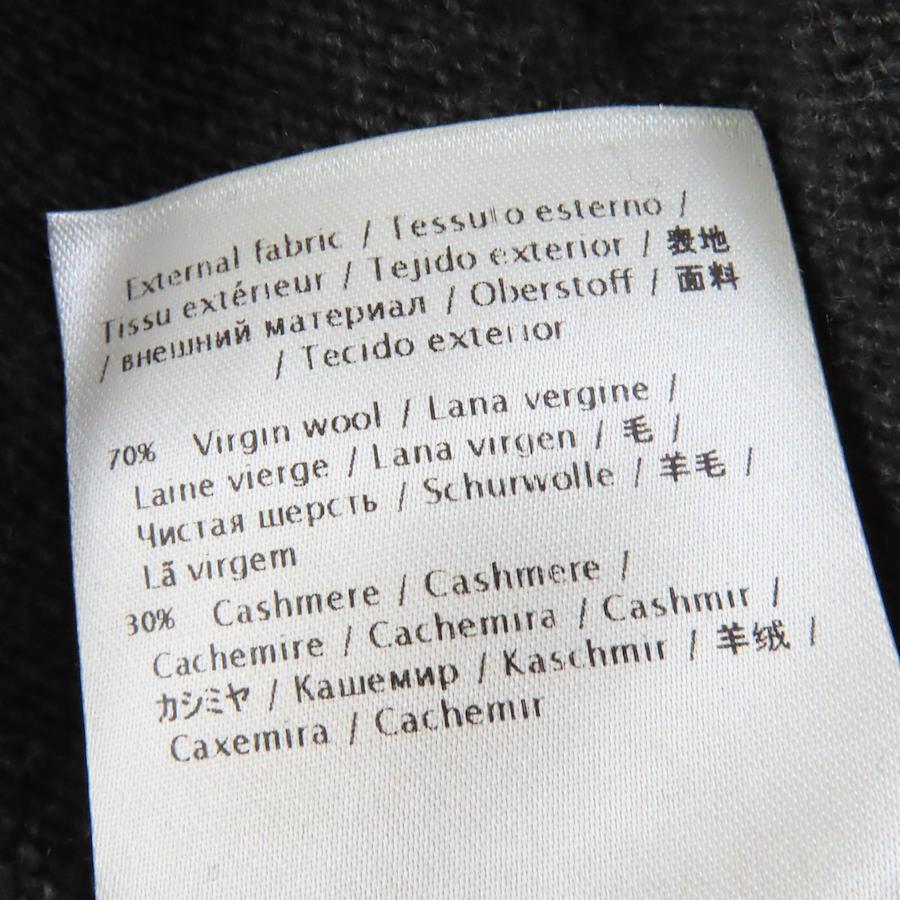 External fabric / Tessuto esterno /
Tissu extérieur / Tejido exterior / 表地
/ внешний материал / Oberstoff / 面料
/ Tecido exterior
70% Virgin wool / Lana vergine /
Laine vierge / Lana virgen / 毛 /
Чистая шерсть / Schurwolle / 羊毛 /
Lã virgem
30% Cashmere / Cashmere /
Cachemire / Cachemira / Cashmir /
カシミヤ / Кашемир / Kaschmir / 羊绒 /
Caxemira / Cachemir